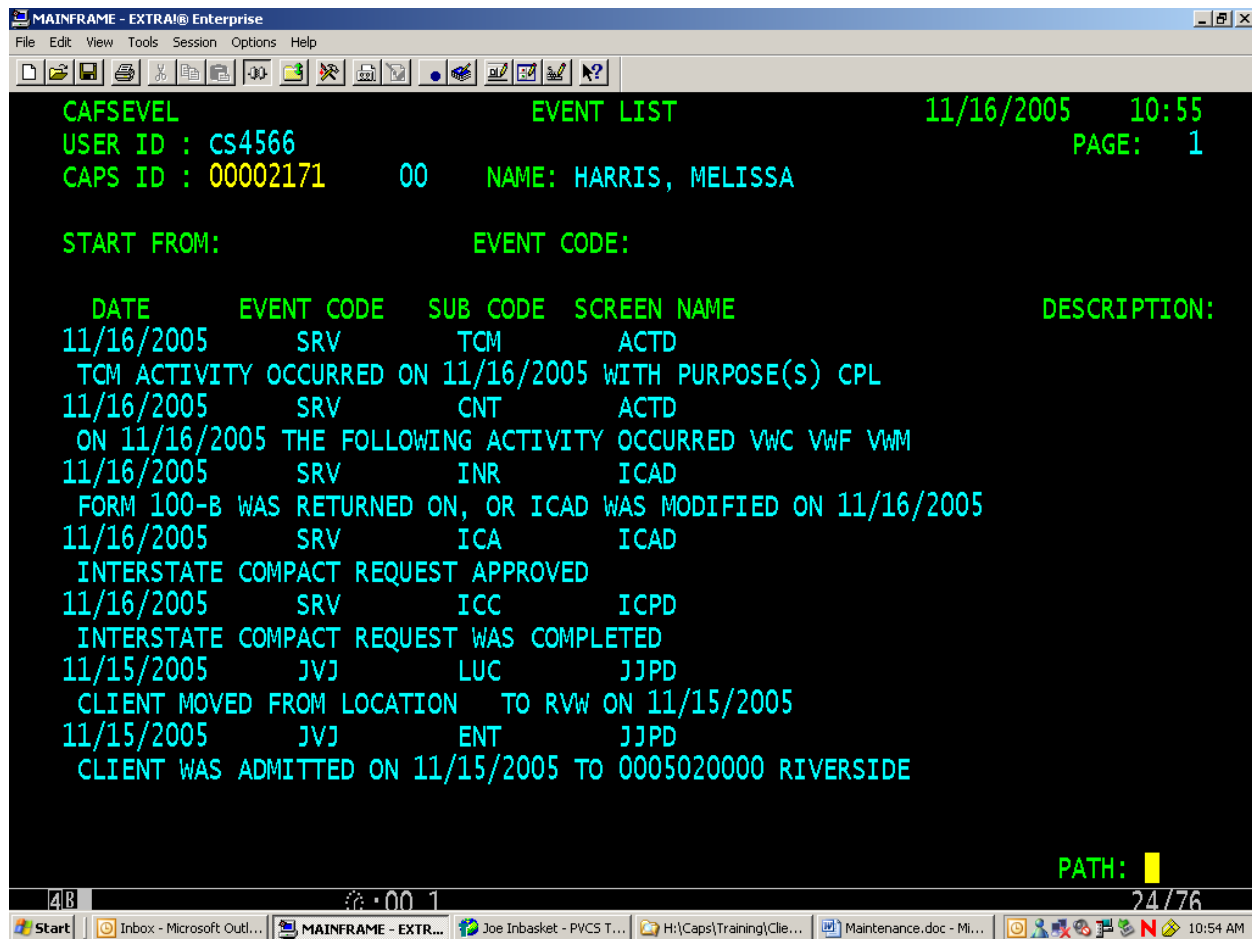 MAINFRAME - EXTRA!® Enterprise
File Edit View Tools Session Options Help
CAFSEVEL EVENT LIST 11/16/2005 10:55
USER ID : CS4566 PAGE: 1
CAPS ID : 00002171 00 NAME: HARRIS, MELISSA
START FROM: EVENT CODE:
DATE EVENT CODE SUB CODE SCREEN NAME DESCRIPTION:
11/16/2005 SRV TCM ACTD
TCM ACTIVITY OCCURRED ON 11/16/2005 WITH PURPOSE(S) CPL
11/16/2005 SRV CNT ACTD
ON 11/16/2005 THE FOLLOWING ACTIVITY OCCURRED VWC VWF VWM
11/16/2005 SRV INR ICAD
FORM 100-B WAS RETURNED ON, OR ICAD WAS MODIFIED ON 11/16/2005
11/16/2005 SRV ICA ICAD
INTERSTATE COMPACT REQUEST APPROVED
11/16/2005 SRV ICC ICPD
INTERSTATE COMPACT REQUEST WAS COMPLETED
11/15/2005 JVJ LUC JJPD
CLIENT MOVED FROM LOCATION TO RVW ON 11/15/2005
11/15/2005 JVJ ENT JJPD
CLIENT WAS ADMITTED ON 11/15/2005 TO 0005020000 RIVERSIDE
PATH:
4B :00 1 24/76
Start Inbox - Microsoft Outl... MAINFRAME - EXTR... Joe Inbasket - PVCS T... H:\Caps\Training\Clie... Maintenance.doc - Mi... 10:54 AM